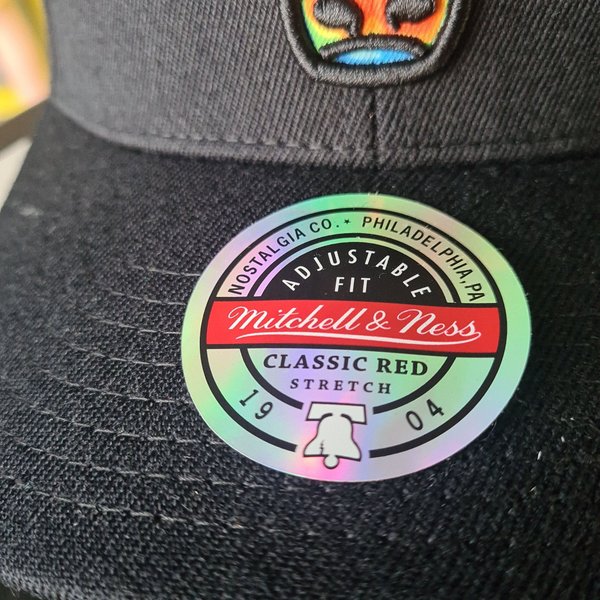 NOSTALGIA CO. ★ PHILADELPHIA, PA
ADJUSTABLE
FIT
Mitchell & Ness
CLASSIC RED
STRETCH
19 04